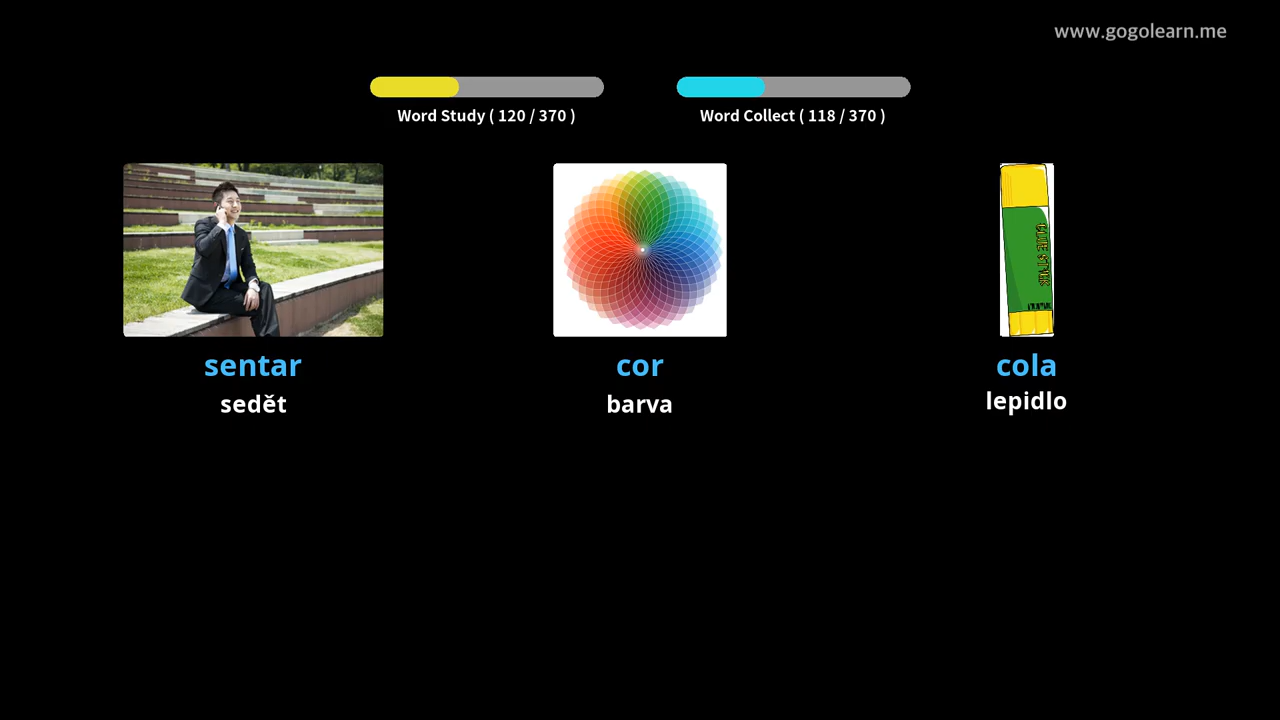 www.gogolearn.me
Word Study ( 120 / 370 )
Word Collect ( 118 / 370 )
sentar
cor
cola
sedět
barva
lepidlo